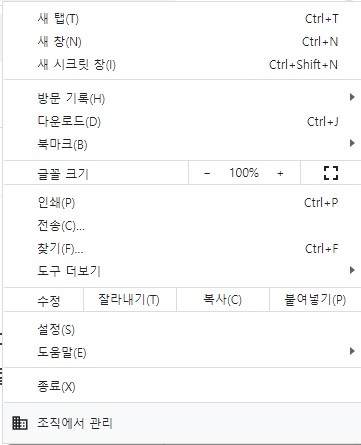 새 탭(T) Ctrl+T
새 창(N) Ctrl+N
새 시크릿 창(I) Ctrl+Shift+N
방문 기록(H)
다운로드(D) Ctrl+J
북마크(B)
글꼴 크기 − 100% +
인쇄(P) Ctrl+P
전송(C)...
찾기(F)... Ctrl+F
도구 더보기
수정 잘라내기(T) 복사(C) 붙여넣기(P)
설정(S)
도움말(E)
종료(X)
조직에서 관리